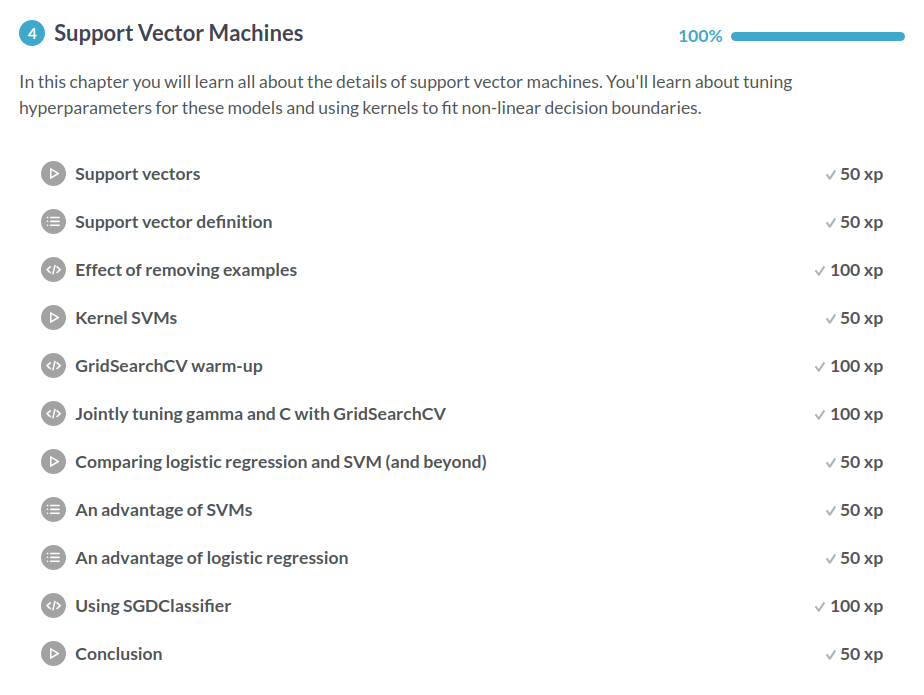 4 Support Vector Machines 100%
In this chapter you will learn all about the details of support vector machines. You'll learn about tuning
hyperparameters for these models and using kernels to fit non-linear decision boundaries.
Support vectors 50 xp
Support vector definition 50 xp
Effect of removing examples 100 xp
Kernel SVMs 50 xp
GridSearchCV warm-up 100 xp
Jointly tuning gamma and C with GridSearchCV 100 xp
Comparing logistic regression and SVM (and beyond) 50 xp
An advantage of SVMs 50 xp
An advantage of logistic regression 50 xp
Using SGDClassifier 100 xp
Conclusion 50 xp